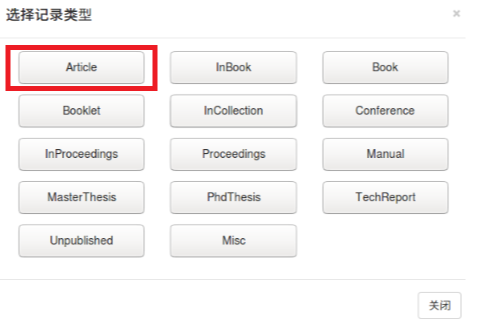 选择记录类型 ×
Article InBook Book
Booklet InCollection Conference
InProceedings Proceedings Manual
MasterThesis PhdThesis TechReport
Unpublished Misc
关闭